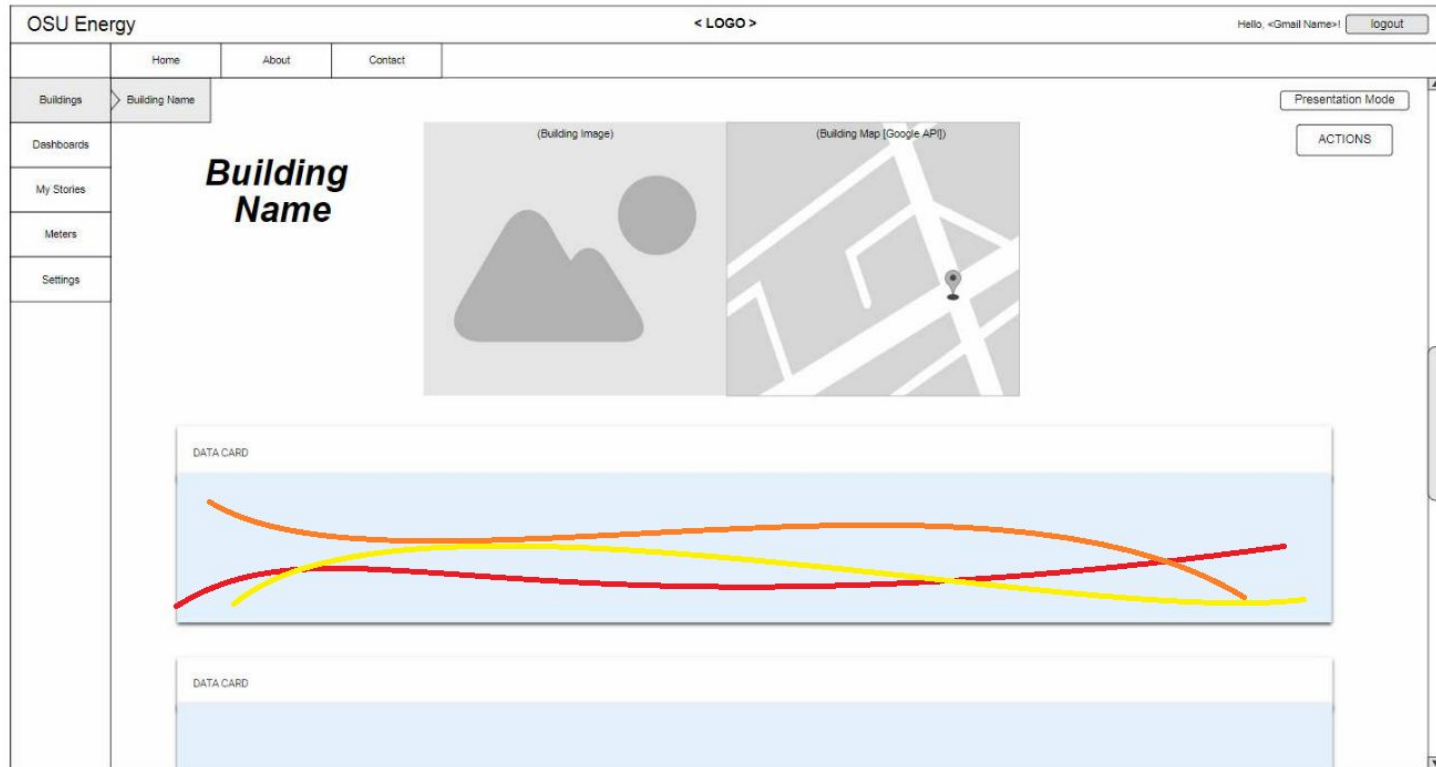 OSU Energy
< LOGO >
Hello, <Gmail Name>!
logout
Home
About
Contact
Buildings
Building Name
Presentation Mode
Dashboards
(Building Image)
(Building Map [Google API])
ACTIONS
My Stories
Building
Name
Meters
Settings
DATA CARD
DATA CARD